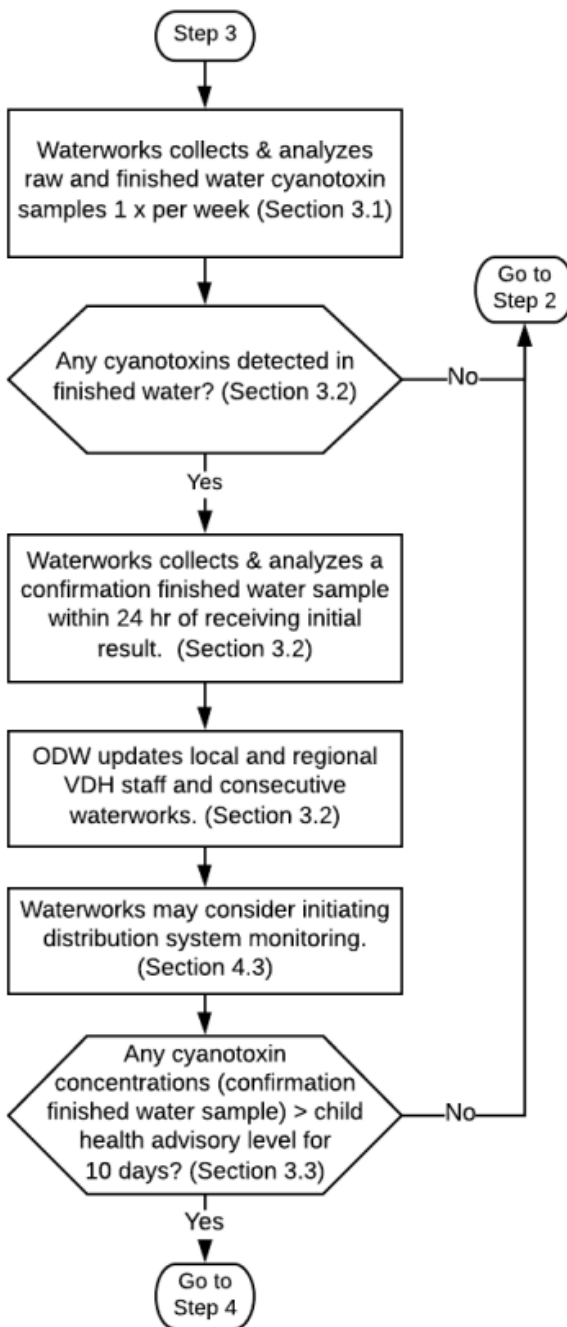 Step 3
Waterworks collects & analyzes
raw and finished water cyanotoxin
samples 1 x per week (Section 3.1)
Go to
Step 2
Any cyanotoxins detected in
finished water? (Section 3.2)
No
Yes
Waterworks collects & analyzes a
confirmation finished water sample
within 24 hr of receiving initial
result. (Section 3.2)
ODW updates local and regional
VDH staff and consecutive
waterworks. (Section 3.2)
Waterworks may consider initiating
distribution system monitoring.
(Section 4.3)
Any cyanotoxin
concentrations (confirmation
finished water sample) > child
health advisory level for
10 days? (Section 3.3)
No
Yes
Go to
Step 4